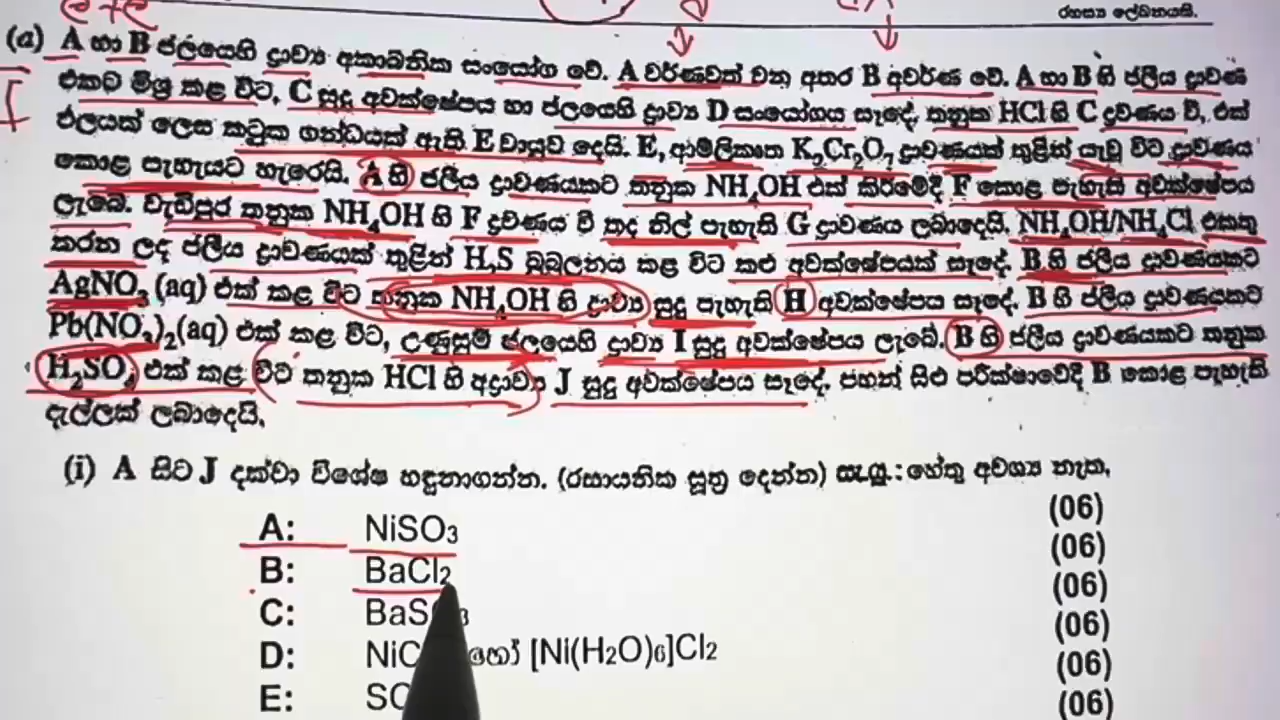 රහස්‍ය ලේඛනයකි.
(a) A හා B ජලයෙහි ද්‍රාව්‍ය අකාබනික සංයෝග වේ. A වර්ණවත් වන අතර B අවර්ණ වේ. A හා B හි ජලීය ද්‍රාවණ
එකට මිශ්‍ර කළ විට, C සුදු අවක්ෂේපය හා ජලයෙහි ද්‍රාව්‍ය D සංයෝගය සෑදේ. තනුක HCl හි C ද්‍රවණය වී, එක්
ඵලයක් ලෙස කටුක ගන්ධයක් ඇති E වායුව දෙයි. E, ආම්ලිකෘත K2Cr2O7 ද්‍රාවණයක් තුළින් යැවූ විට ද්‍රාවණය
කොළ පැහැයට හැරෙයි. A හි ජලීය ද්‍රාවණයකට තනුක NH4OH එක් කිරීමේදී F කොළ පැහැති අවක්ෂේපය
ලැබේ. වැඩිපුර තනුක NH4OH හි F ද්‍රවණය වී තද නිල් පැහැති G ද්‍රාවණය ලබාදෙයි. NH4OH/NH4Cl එකතු
කරන ලද ජලීය ද්‍රාවණයක් තුළින් H2S බුබුලනය කළ විට කළු අවක්ෂේපයක් සෑදේ. B හි ජලීය ද්‍රාවණයකට
AgNO3 (aq) එක් කළ විට තනුක NH4OH හි ද්‍රාව්‍ය සුදු පැහැති H අවක්ෂේපය සෑදේ. B හි ජලීය ද්‍රාවණයකට
Pb(NO3)2(aq) එක් කළ විට, උණුසුම් ජලයෙහි ද්‍රාව්‍ය I සුදු අවක්ෂේපය ලැබේ. B හි ජලීය ද්‍රාවණයකට තනුක
H2SO4 එක් කළ විට තනුක HCl හි අද්‍රාව්‍ය J සුදු අවක්ෂේපය සෑදේ. පහන් සිළු පරීක්ෂාවේදී B කොළ පැහැති
දැල්ලක් ලබාදෙයි.
(i) A සිට J දක්වා විශේෂ හඳුනාගන්න. (රසායනික සූත්‍ර දෙන්න) සැ.යු.: හේතු අවශ්‍ය නැත.
A: NiSO3 (06)
B: BaCl2 (06)
C: (06)
D: හෝ [Ni(H2O)6]Cl2 (06)
E: (06)
(06)